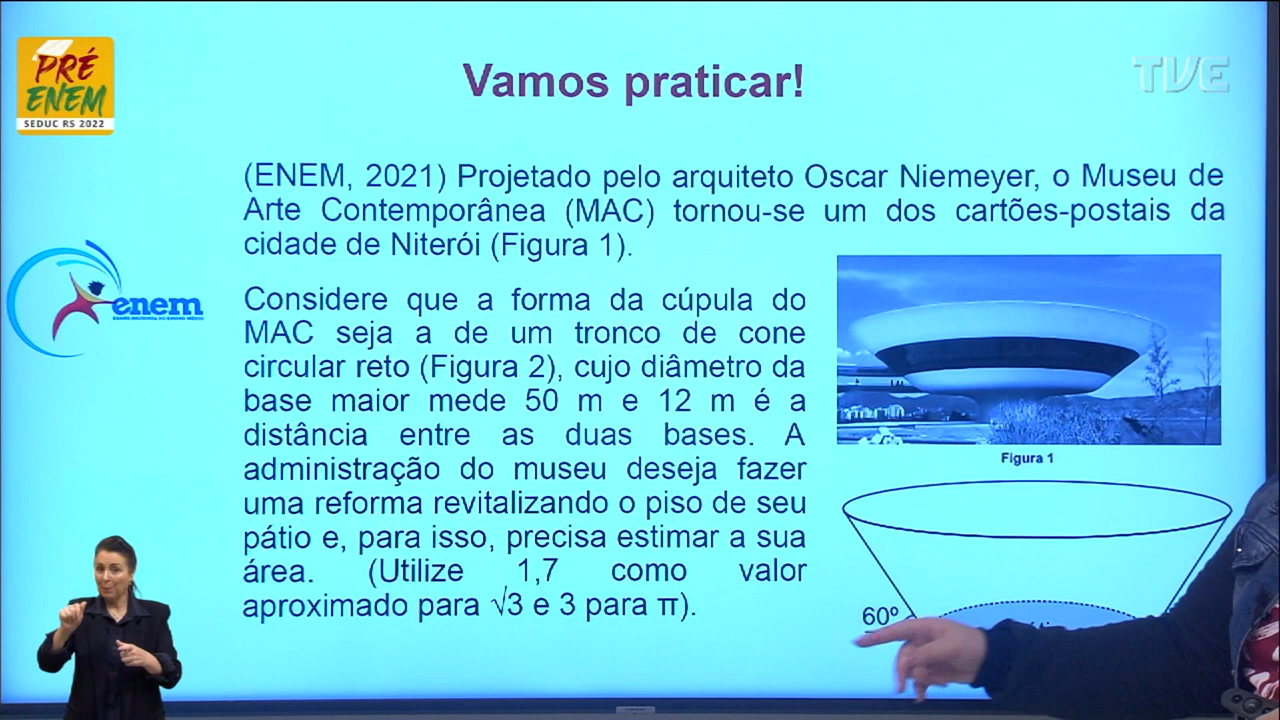 PRÉ
ENEM
SEDUC RS 2022
Vamos praticar!
TVE
(ENEM, 2021) Projetado pelo arquiteto Oscar Niemeyer, o Museu de
Arte Contemporânea (MAC) tornou-se um dos cartões-postais da
cidade de Niterói (Figura 1).
enem
Considere que a forma da cúpula do
MAC seja a de um tronco de cone
circular reto (Figura 2), cujo diâmetro da
base maior mede 50 m e 12 m é a
distância entre as duas bases. A
administração do museu deseja fazer
uma reforma revitalizando o piso de seu
pátio e, para isso, precisa estimar a sua
área. (Utilize 1,7 como valor
aproximado para √3 e 3 para π).
Figura 1
60º